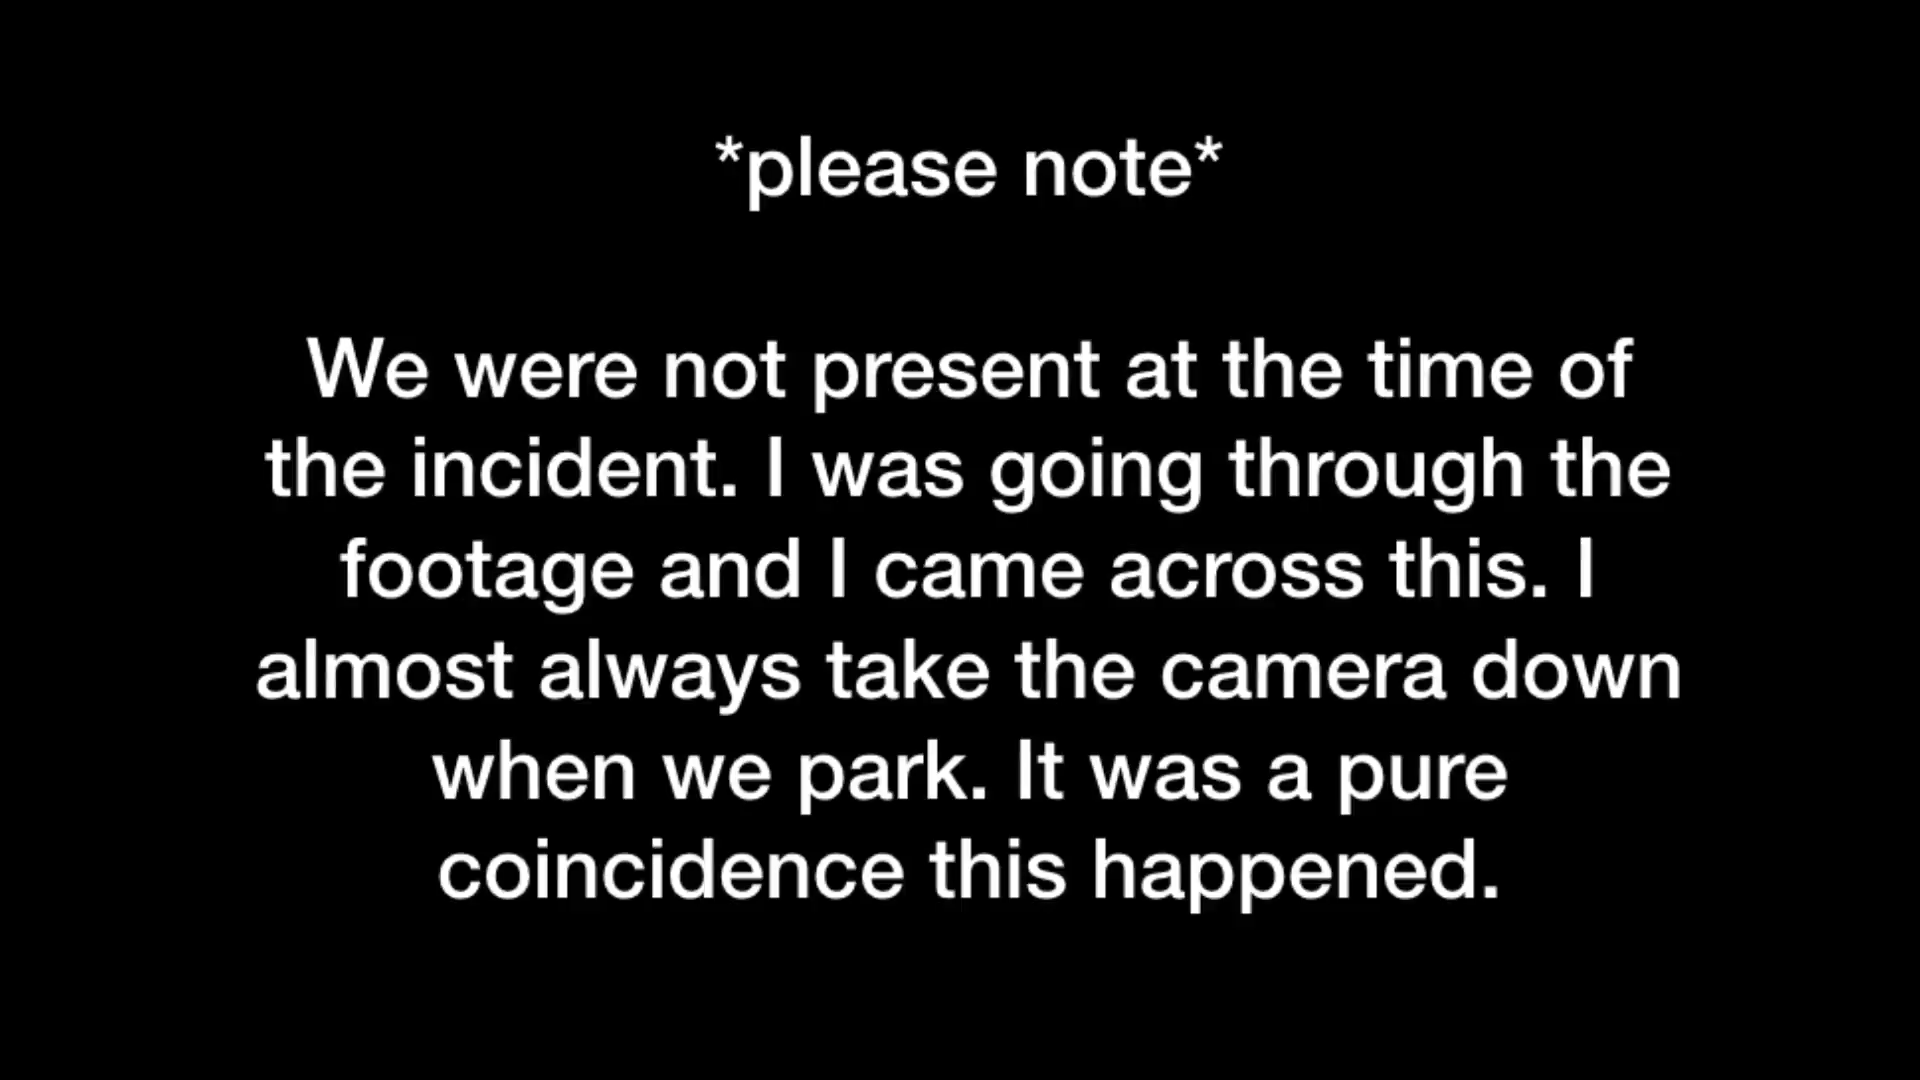 *please note*
We were not present at the time of
the incident. I was going through the
footage and I came across this. I
almost always take the camera down
when we park. It was a pure
coincidence this happened.